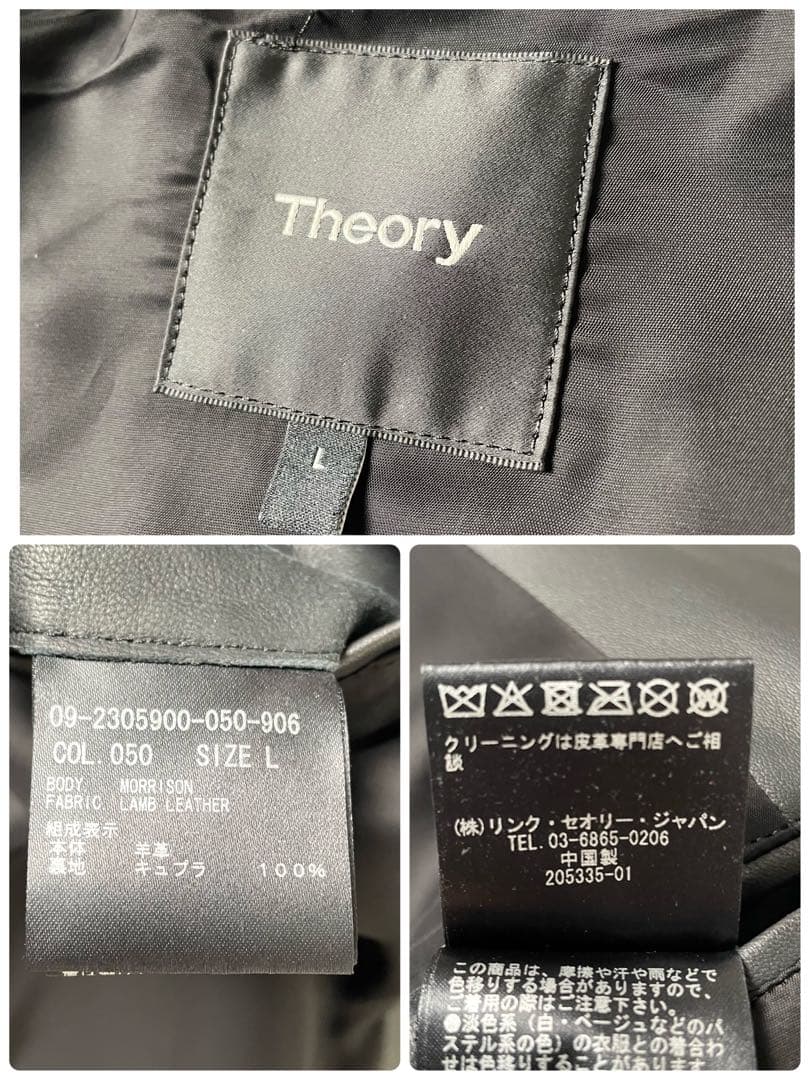 Theory
L
09-2305900-050-906
COL. 050 SIZE L
BODY MORRISON
FABRIC LAMB LEATHER
組成表示
本体 羊革
裏地 キュプラ 100%
クリーニングは皮革専門店へご相
談
(株)リンク・セオリー・ジャパン
TEL. 03-6865-0206
中国製
205335-01
この商品は、摩擦や汗や雨などで
色移りする場合がありますので、
ご着用の際はご注意下さい。
●淡色系(白・ベージュなどのパ
ステル系の色)の衣服との着合わ
せは色移りすることがあります